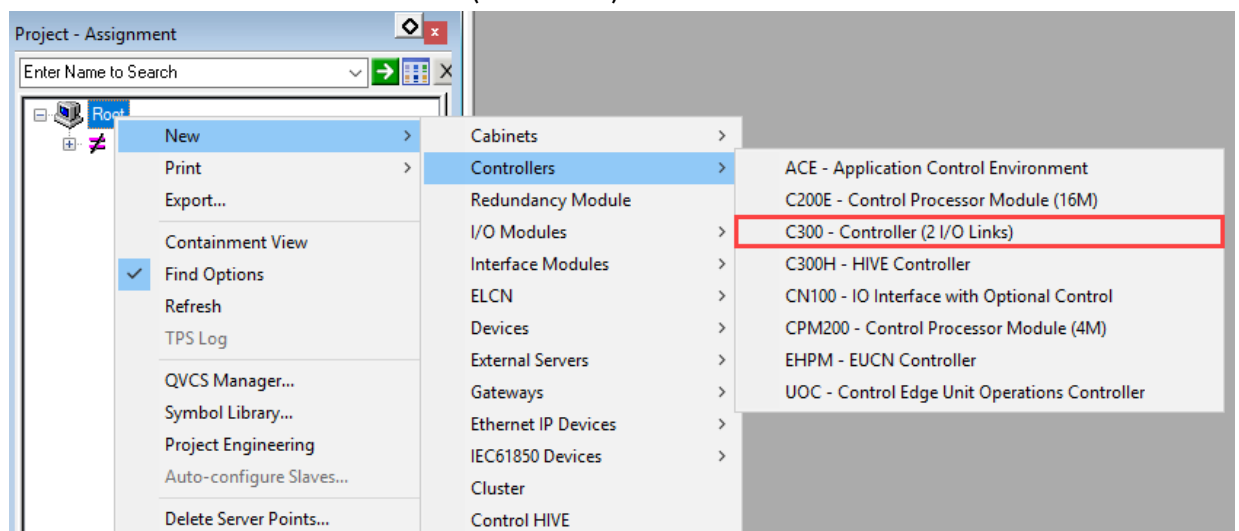 Project - Assignment
Enter Name to Search
Root
New
Print
Export...
Containment View
Find Options
Refresh
TPS Log
QVCS Manager...
Symbol Library...
Project Engineering
Auto-configure Slaves...
Delete Server Points...
Cabinets
Controllers
Redundancy Module
I/O Modules
Interface Modules
ELCN
Devices
External Servers
Gateways
Ethernet IP Devices
IEC61850 Devices
Cluster
Control HIVE
ACE - Application Control Environment
C200E - Control Processor Module (16M)
C300 - Controller (2 I/O Links)
C300H - HIVE Controller
CN100 - IO Interface with Optional Control
CPM200 - Control Processor Module (4M)
EHPM - EUCN Controller
UOC - Control Edge Unit Operations Controller